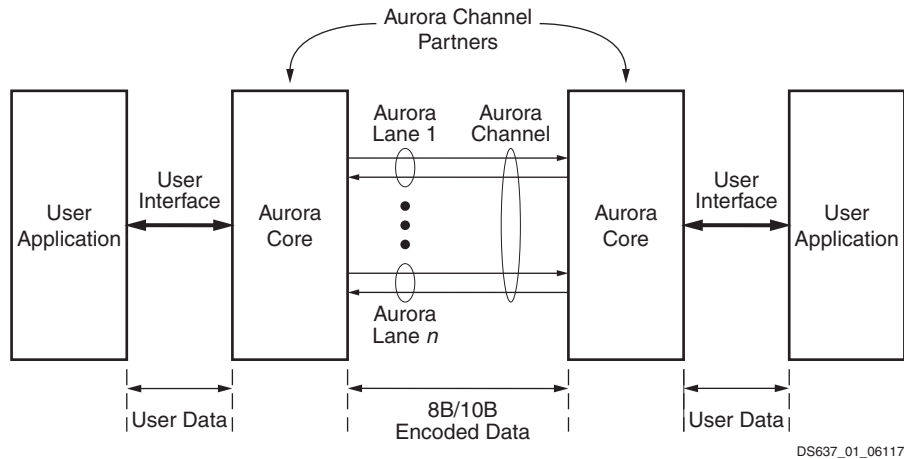 Aurora Channel
Partners
Aurora
Lane 1
Aurora
Channel
User
Interface
User
Interface
User
Application
Aurora
Core
Aurora
Core
User
Application
Aurora
Lane n
User Data
8B/10B
Encoded Data
User Data
DS637_01_06117